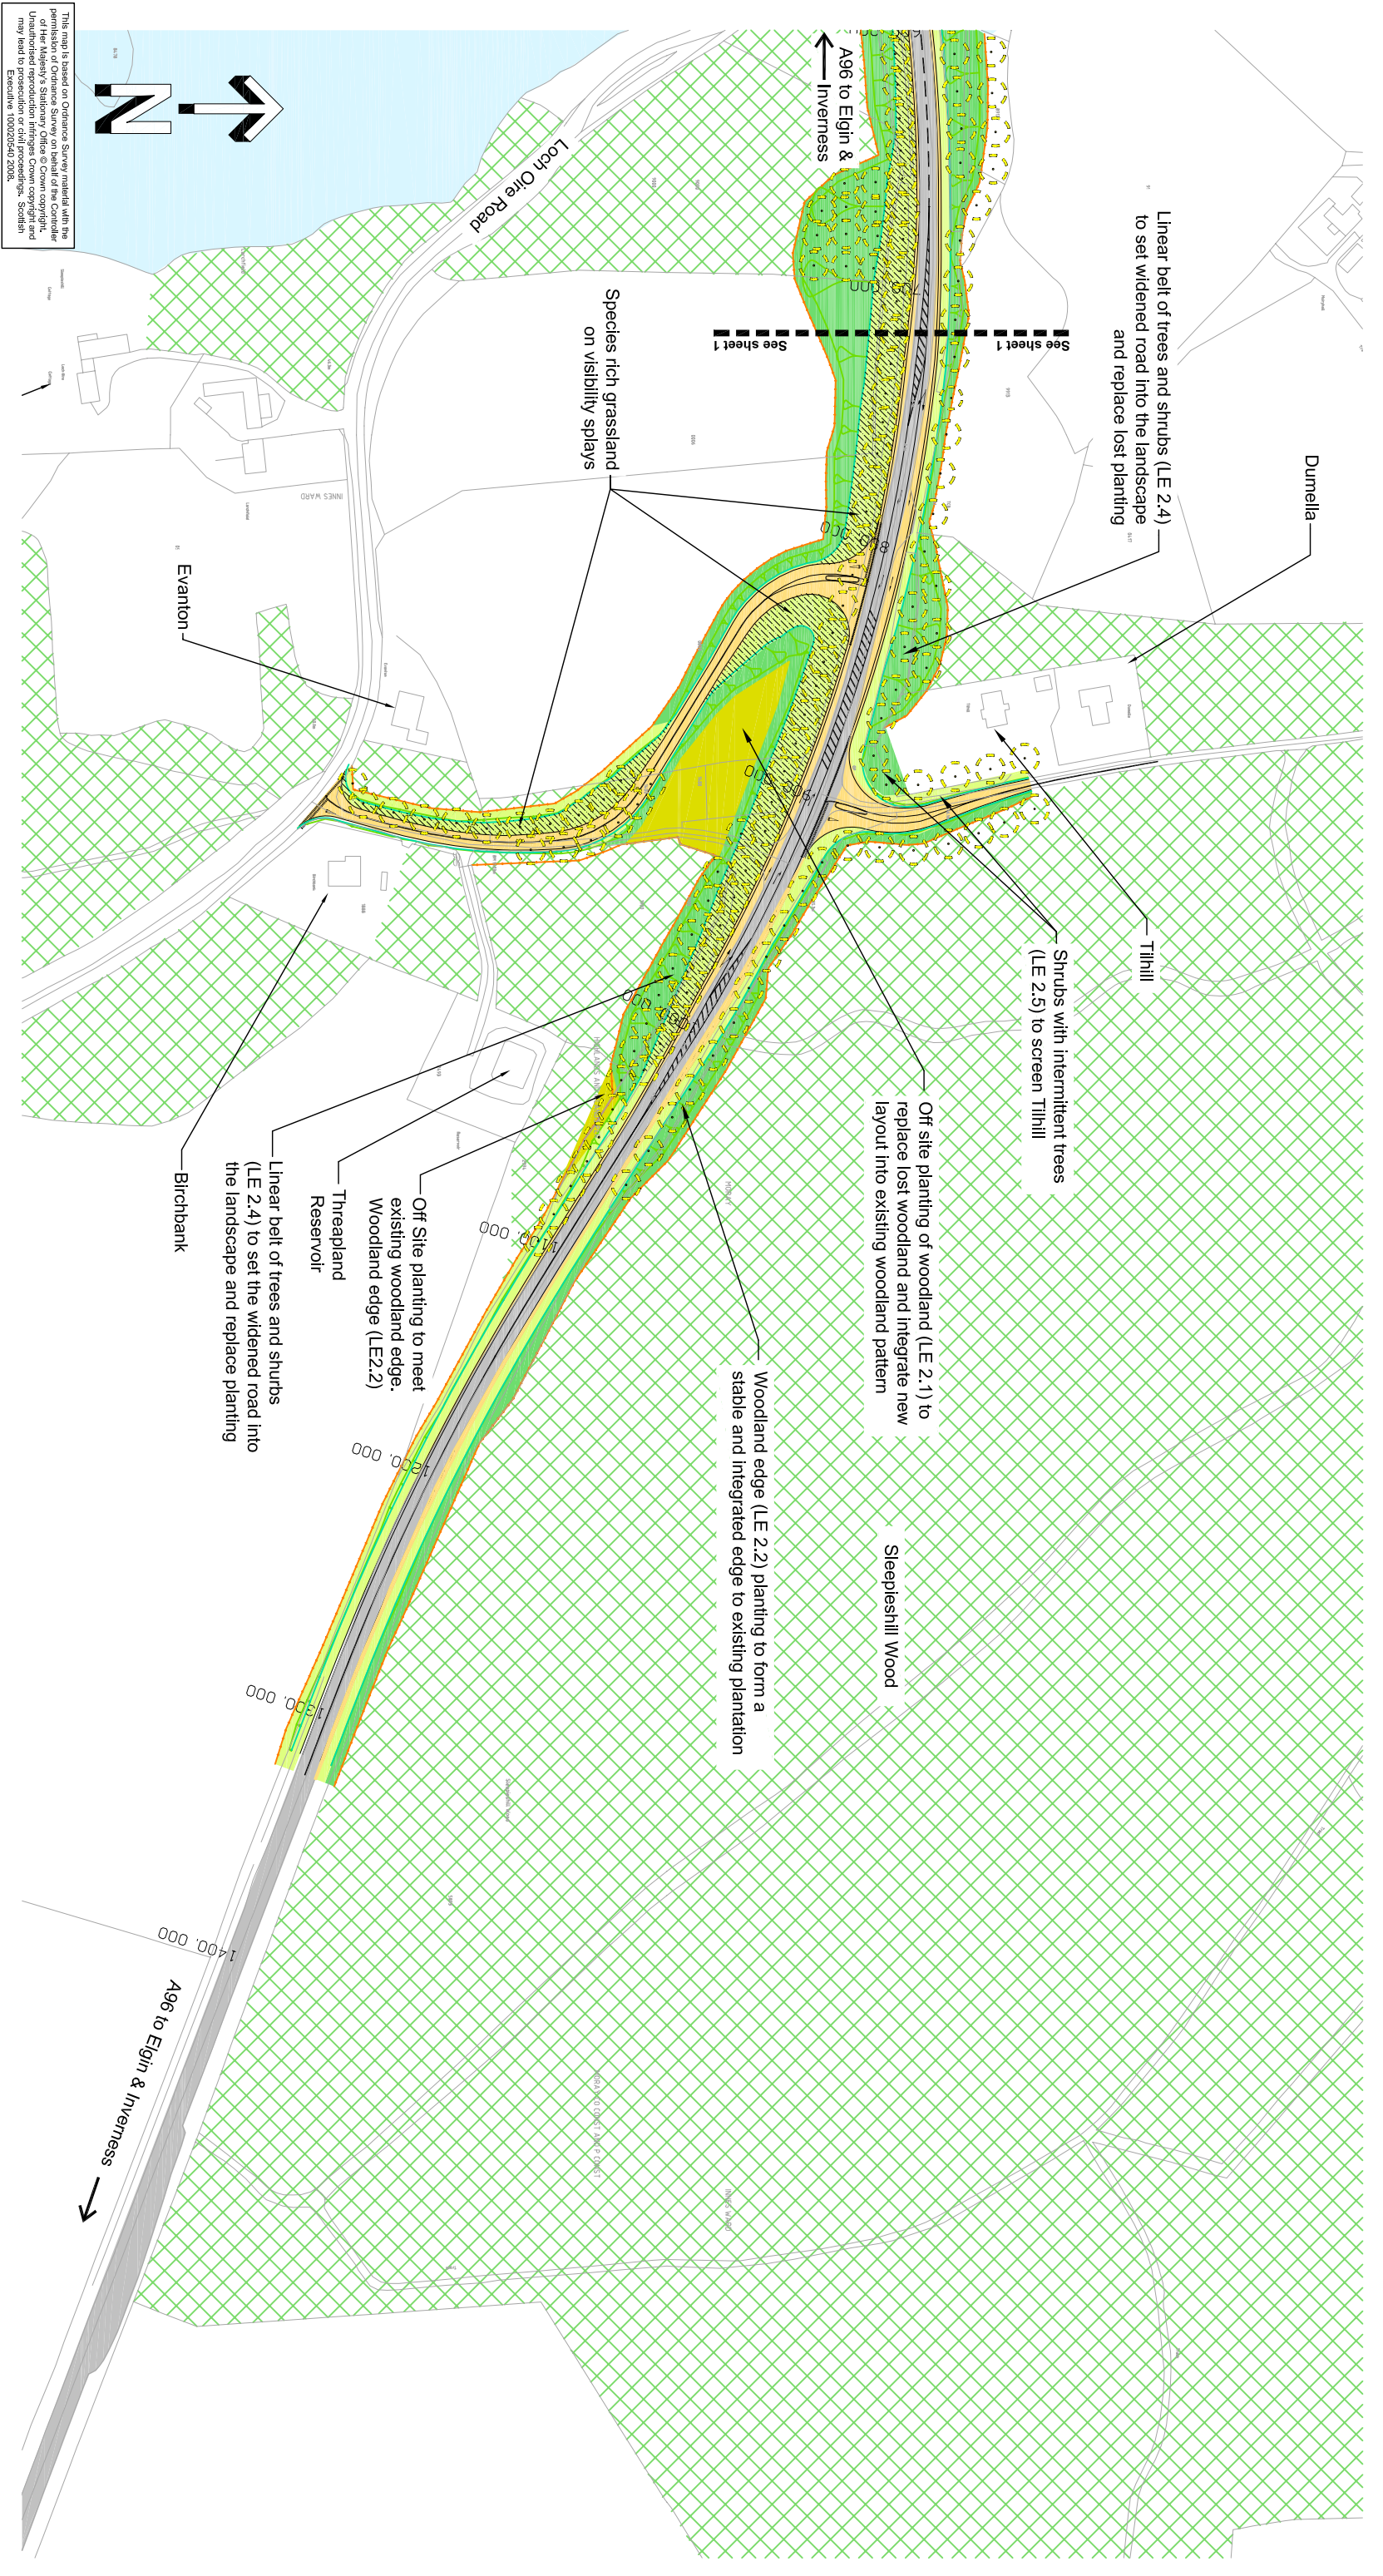 Dumella
Linear belt of trees and shrubs (LE 2.4)
to set widened road into the landscape
and replace lost planting
Tilhill
Shrubs with intermittent trees
(LE 2.5) to screen Tilhill
See sheet 1
See sheet 1
A96 to Elgin &
Inverness
Off site planting of woodland (LE 2.1) to
replace lost woodland and integrate new
layout into existing woodland pattern
Sleepieshill Wood
Woodland edge (LE 2.2) planting to form a
stable and integrated edge to existing plantation
Loch Oire Road
Species rich grassland
on visibility splays
Off Site planting to meet
existing woodland edge.
Woodland edge (LE2.2)
Threapland
Reservoir
Linear belt of trees and shurbs
(LE 2.4) to set the widened road into
the landscape and replace planting
Evanton
Birchbank
INNES WARD
INNES WARD
1100. 000
1200. 000
1300. 000
1400. 000
A96 to Elgin & Inverness
N
This map is based on Ordnance Survey material with the
permission of Ordnance Survey on behalf of the Controller
of Her Majesty's Stationary Office © Crown copyright.
Unauthorised reproduction infringes Crown copyright and
may lead to prosecution or civil proceedings. Scottish
Executive 100020540 2008.